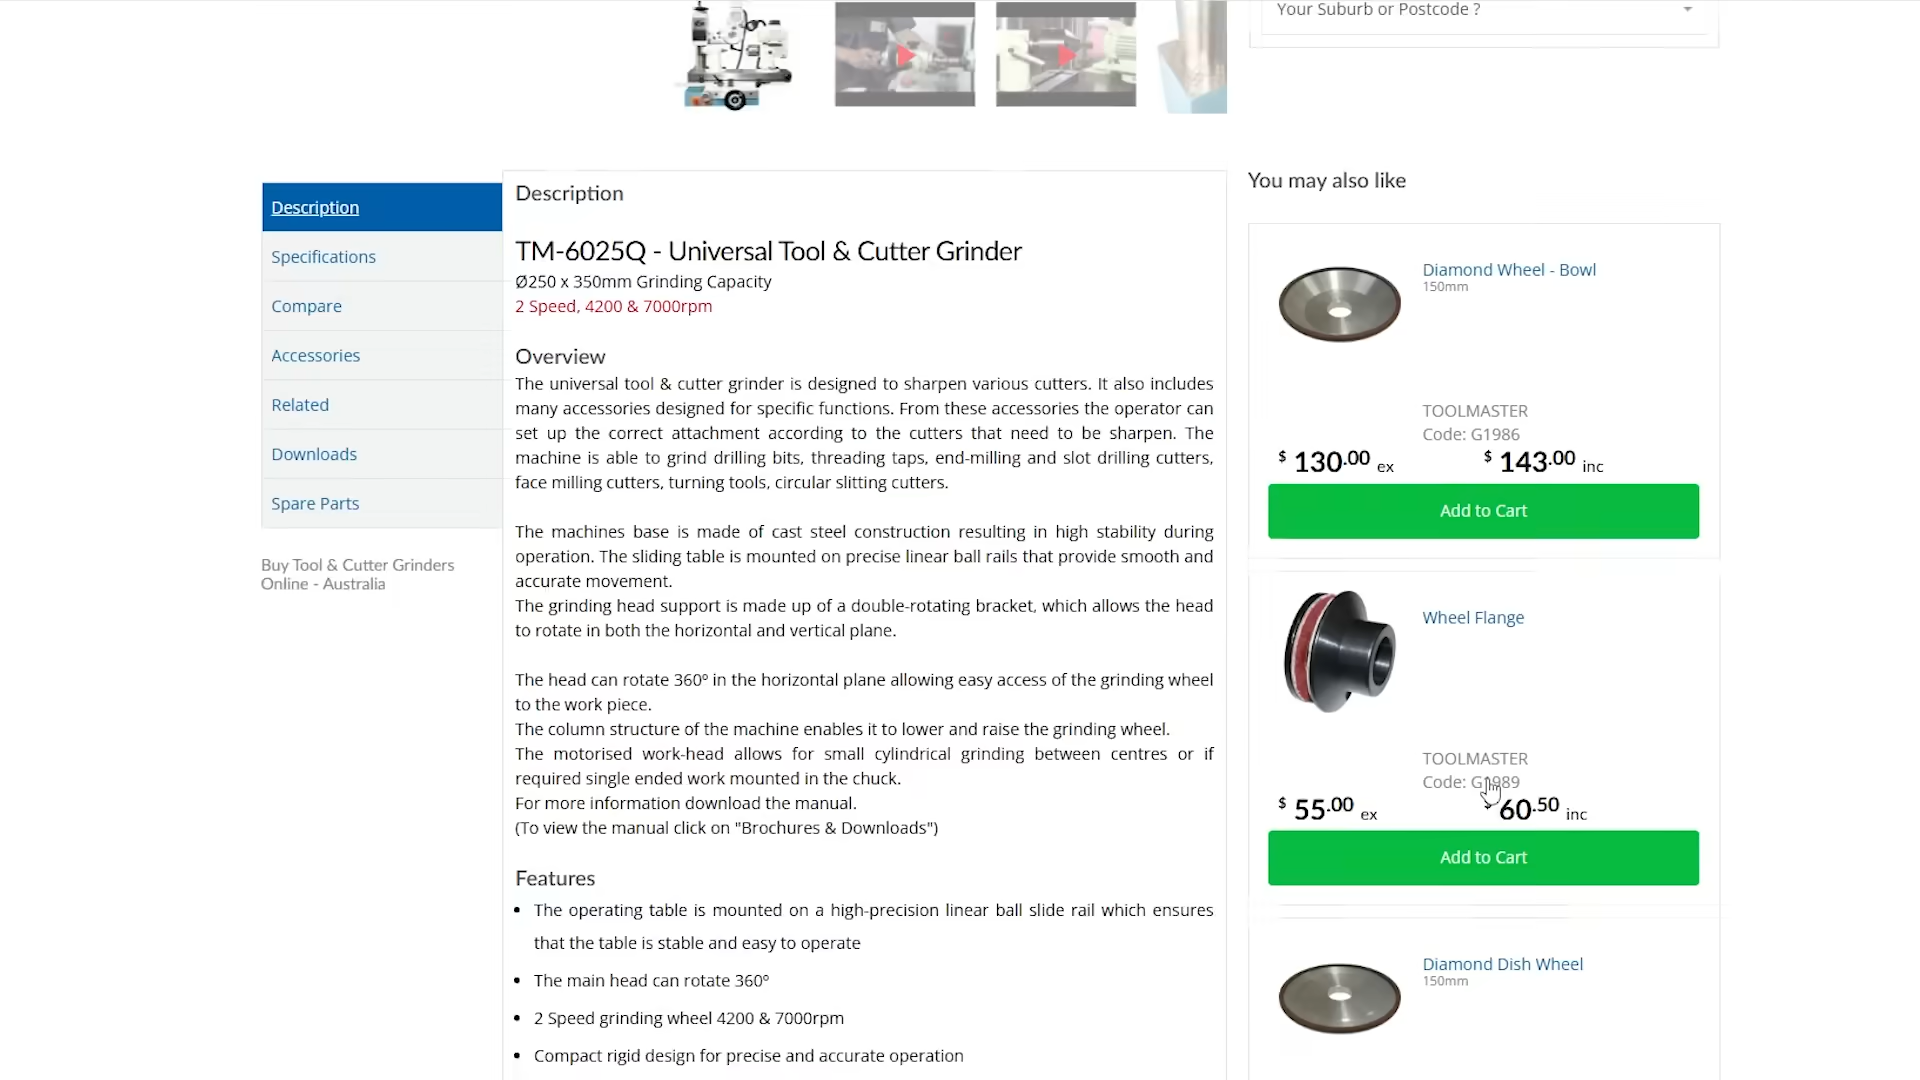 Your Suburb or Postcode ?
Description
Specifications
Compare
Accessories
Related
Downloads
Spare Parts
Buy Tool & Cutter Grinders
Online - Australia
Description
TM-6025Q - Universal Tool & Cutter Grinder
Ø250 x 350mm Grinding Capacity
2 Speed, 4200 & 7000rpm
Overview
The universal tool & cutter grinder is designed to sharpen various cutters. It also includes
many accessories designed for specific functions. From these accessories the operator can
set up the correct attachment according to the cutters that need to be sharpen. The
machine is able to grind drilling bits, threading taps, end-milling and slot drilling cutters,
face milling cutters, turning tools, circular slitting cutters.
The machines base is made of cast steel construction resulting in high stability during
operation. The sliding table is mounted on precise linear ball rails that provide smooth and
accurate movement.
The grinding head support is made up of a double-rotating bracket, which allows the head
to rotate in both the horizontal and vertical plane.
The head can rotate 360º in the horizontal plane allowing easy access of the grinding wheel
to the work piece.
The column structure of the machine enables it to lower and raise the grinding wheel.
The motorised work-head allows for small cylindrical grinding between centres or if
required single ended work mounted in the chuck.
For more information download the manual.
(To view the manual click on "Brochures & Downloads")
Features
• The operating table is mounted on a high-precision linear ball slide rail which ensures
that the table is stable and easy to operate
• The main head can rotate 360º
• 2 Speed grinding wheel 4200 & 7000rpm
• Compact rigid design for precise and accurate operation
You may also like
Diamond Wheel - Bowl
150mm
TOOLMASTER
Code: G1986
$ 130.00 ex $ 143.00 inc
Add to Cart
Wheel Flange
TOOLMASTER
Code: G1989
$ 55.00 ex $ 60.50 inc
Add to Cart
Diamond Dish Wheel
150mm